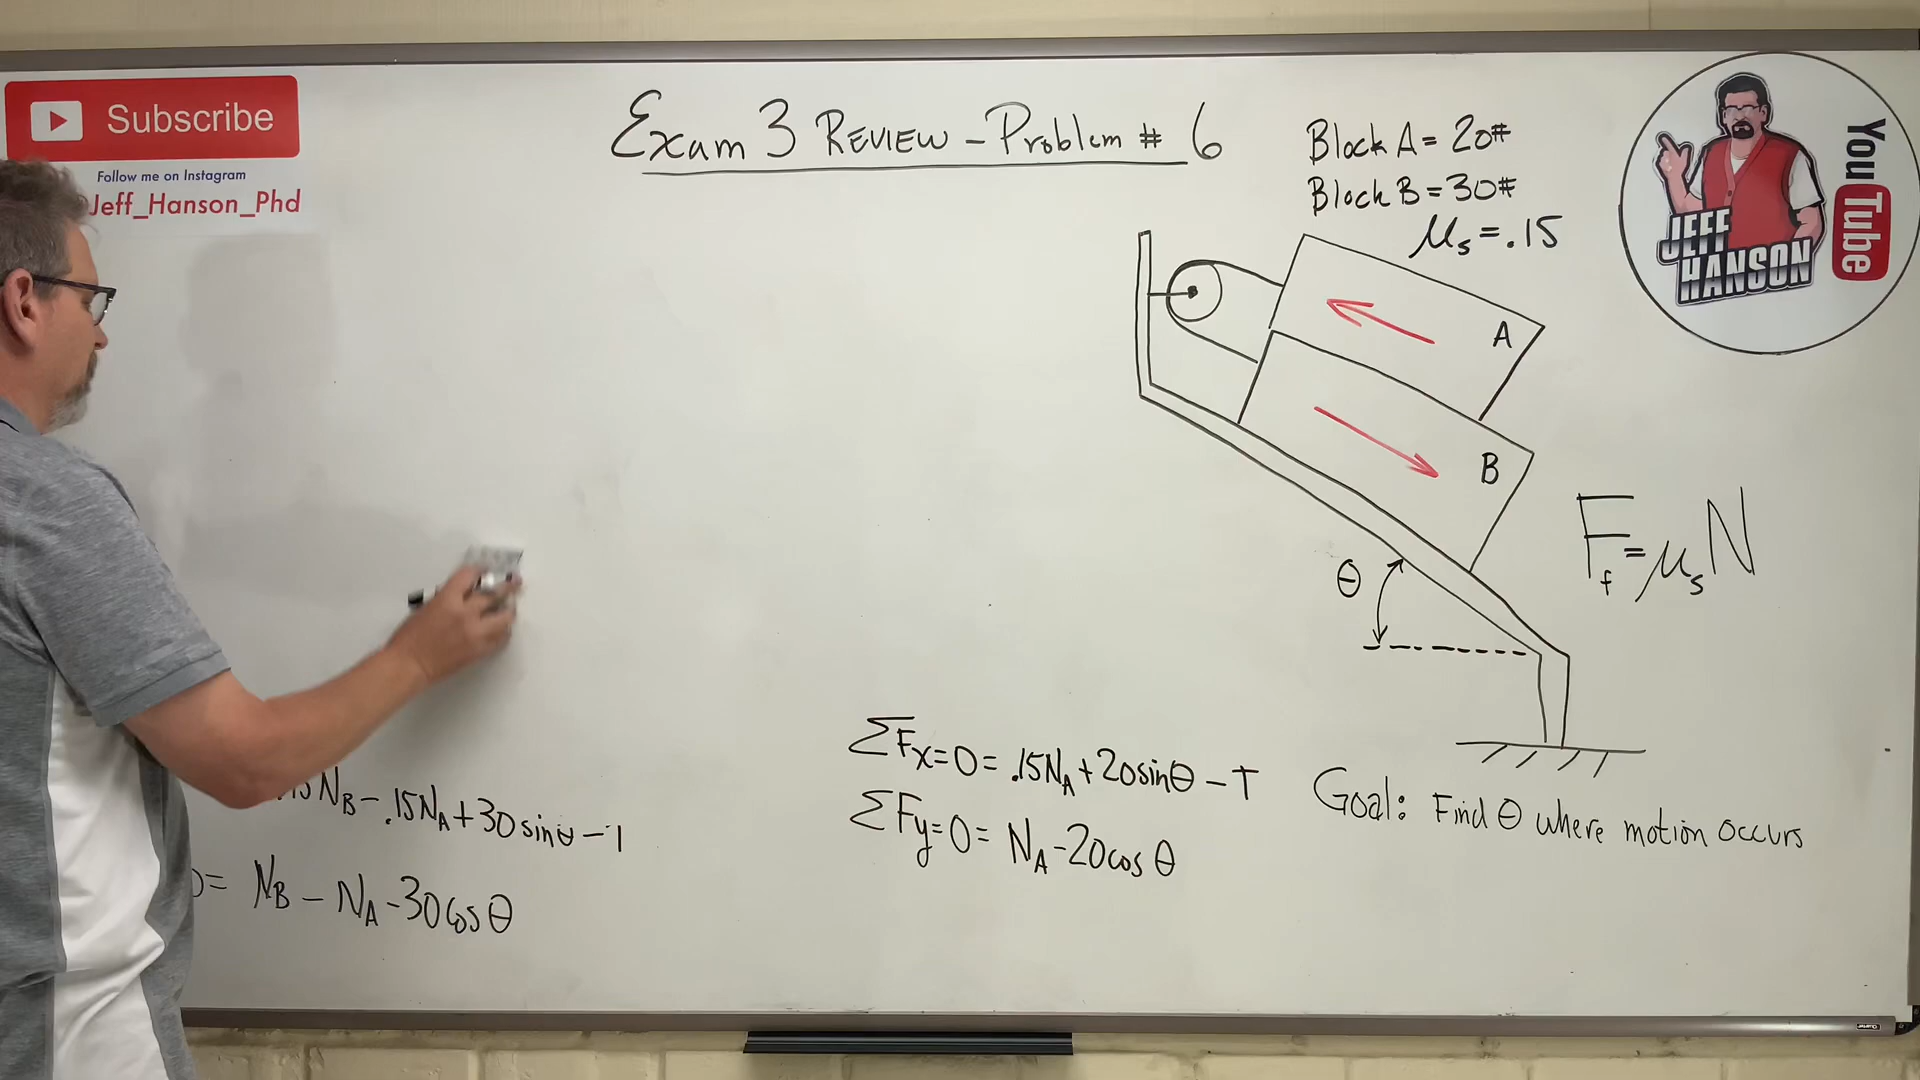 Subscribe
Follow me on Instagram
Jeff_Hanson_Phd
Exam 3 REVIEW - Problem # 6
Block A = 20#
Block B = 30#
μs = .15
YouTube
JEFF
HANSON
A
B
θ
Ff = μs N
ΣFx = 0 = .15NA + 20sinθ - T
ΣFy = 0 = NA - 20cosθ
Goal: Find θ where motion occurs
NB - .15NA + 30sinθ - T
= NB - NA - 30cosθ